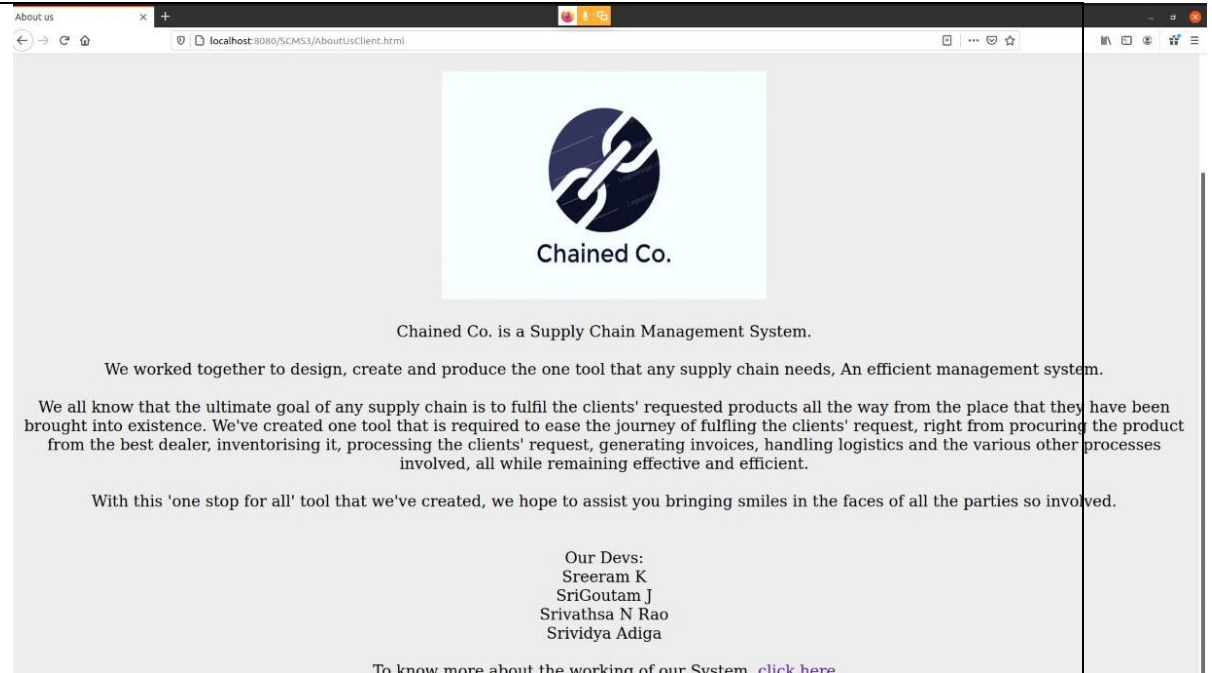 About us
localhost:8080/SCMS3/AboutUsClient.html
Chained Co.
Chained Co. is a Supply Chain Management System.
We worked together to design, create and produce the one tool that any supply chain needs, An efficient management system.
We all know that the ultimate goal of any supply chain is to fulfil the clients' requested products all the way from the place that they have been
brought into existence. We've created one tool that is required to ease the journey of fulfling the clients' request, right from procuring the product
from the best dealer, inventorising it, processing the clients' request, generating invoices, handling logistics and the various other processes
involved, all while remaining effective and efficient.
With this 'one stop for all' tool that we've created, we hope to assist you bringing smiles in the faces of all the parties so involved.
Our Devs:
Sreeram K
SriGoutam J
Srivathsa N Rao
Srividya Adiga
To know more about the working of our System, click here